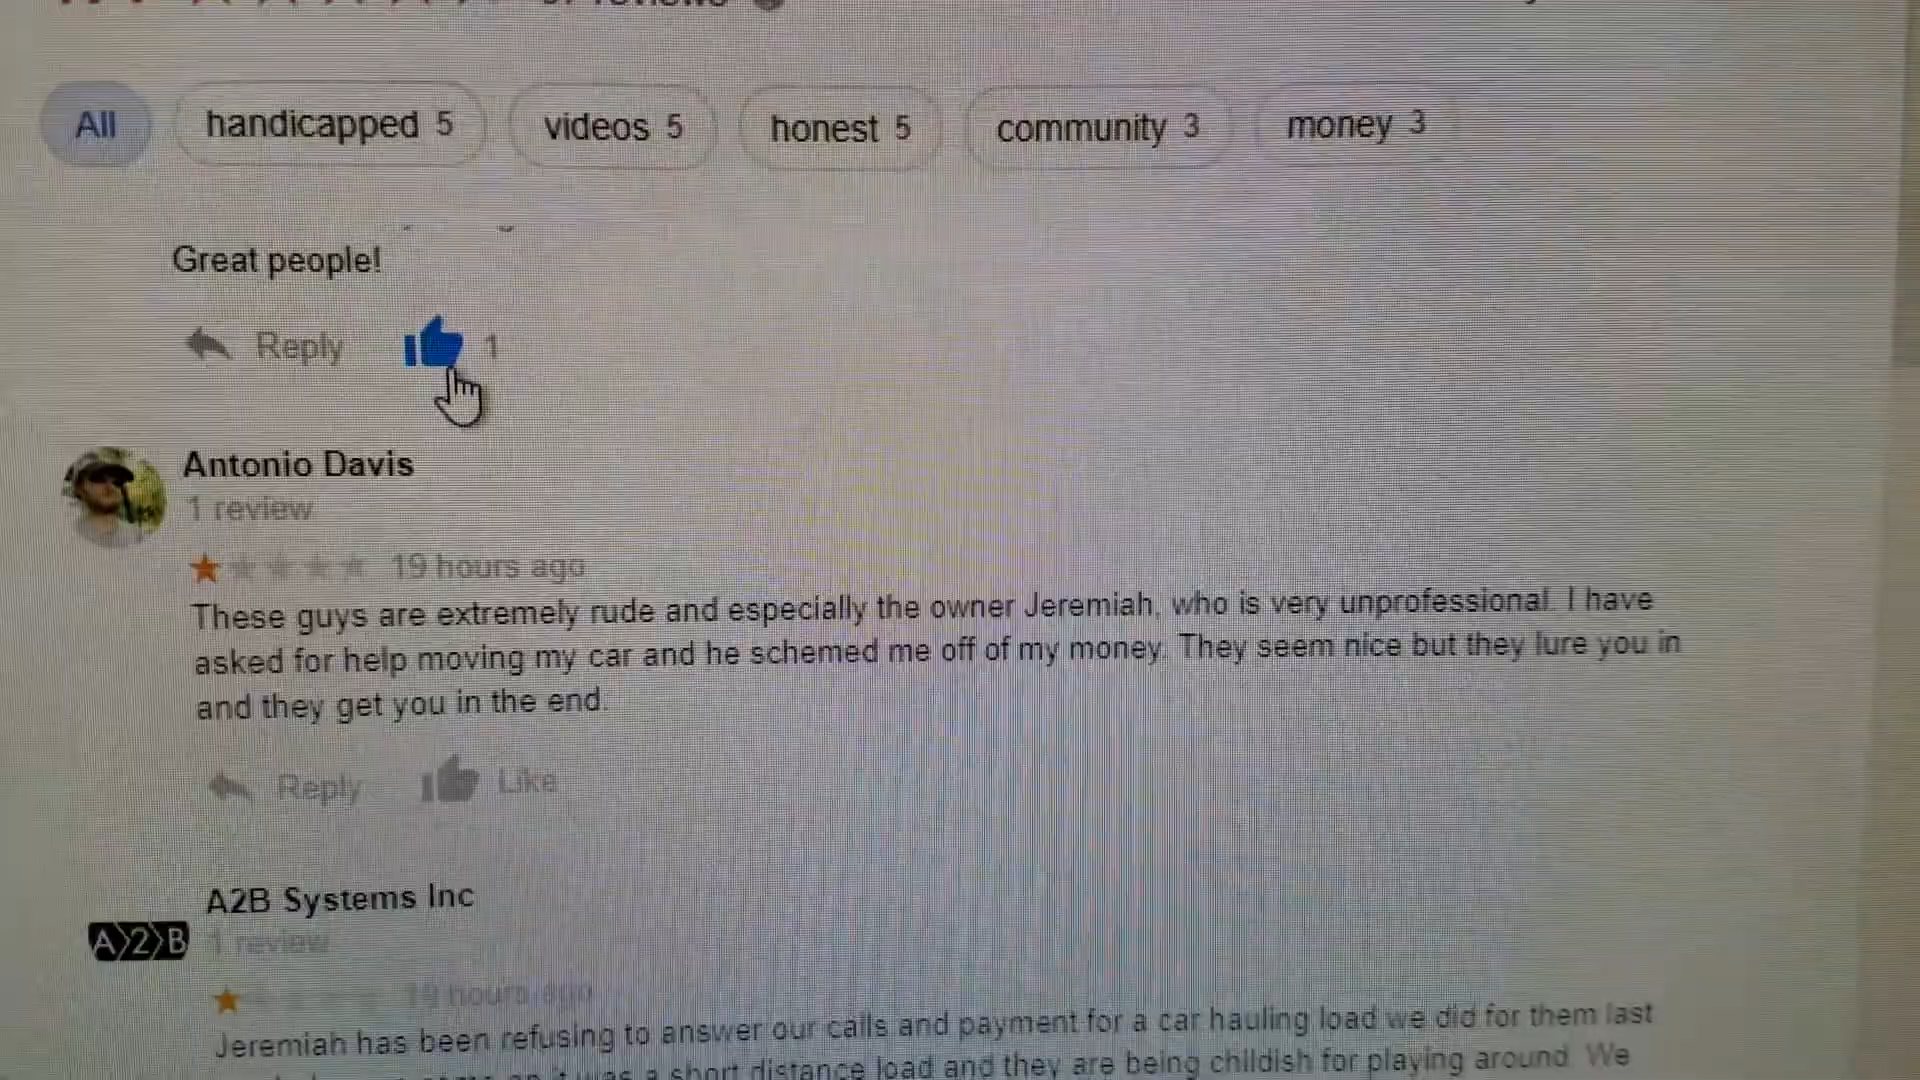 All
handicapped 5
videos 5
honest 5
community 3
money 3
Great people!
Reply
1
Antonio Davis
1 review
19 hours ago
These guys are extremely rude and especially the owner Jeremiah, who is very unprofessional. I have
asked for help moving my car and he schemed me off of my money. They seem nice but they lure you in
and they get you in the end.
Reply
Like
A2B Systems Inc
A2B
1 review
19 hours ago
Jeremiah has been refusing to answer our calls and payment for a car hauling load we did for them last
it was a short distance load and they are being childish for playing around. We